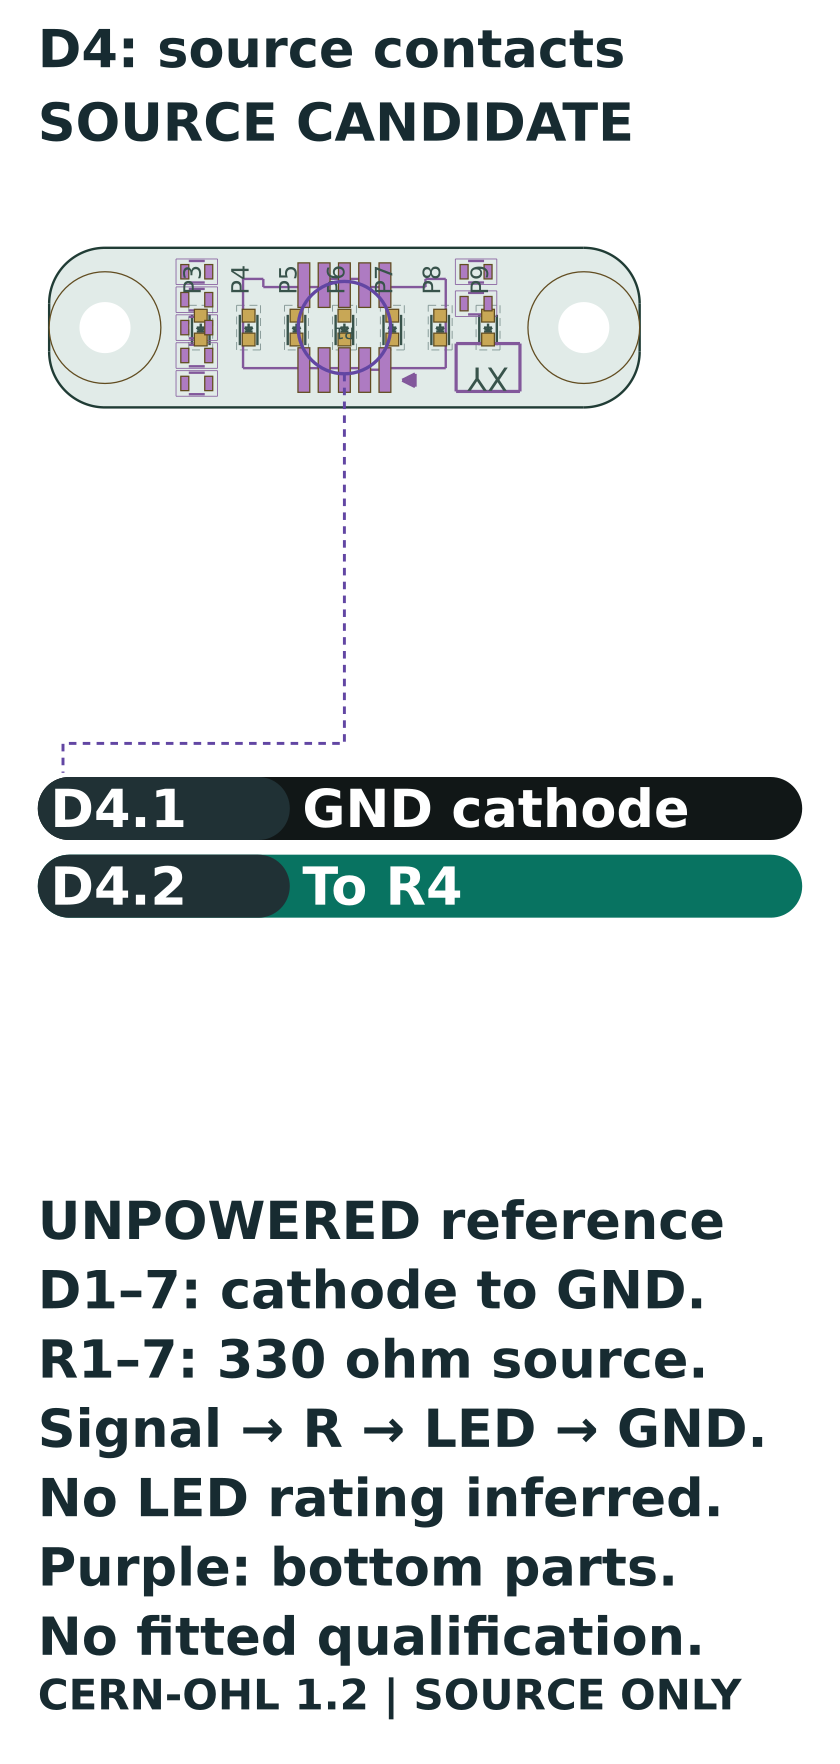 D4: source contacts
SOURCE CANDIDATE
P3 P4 P5 P6 P7 P8 P9
D4.1 GND cathode
D4.2 To R4
UNPOWERED reference
D1–7: cathode to GND.
R1–7: 330 ohm source.
Signal → R → LED → GND.
No LED rating inferred.
Purple: bottom parts.
No fitted qualification.
CERN-OHL 1.2 | SOURCE ONLY